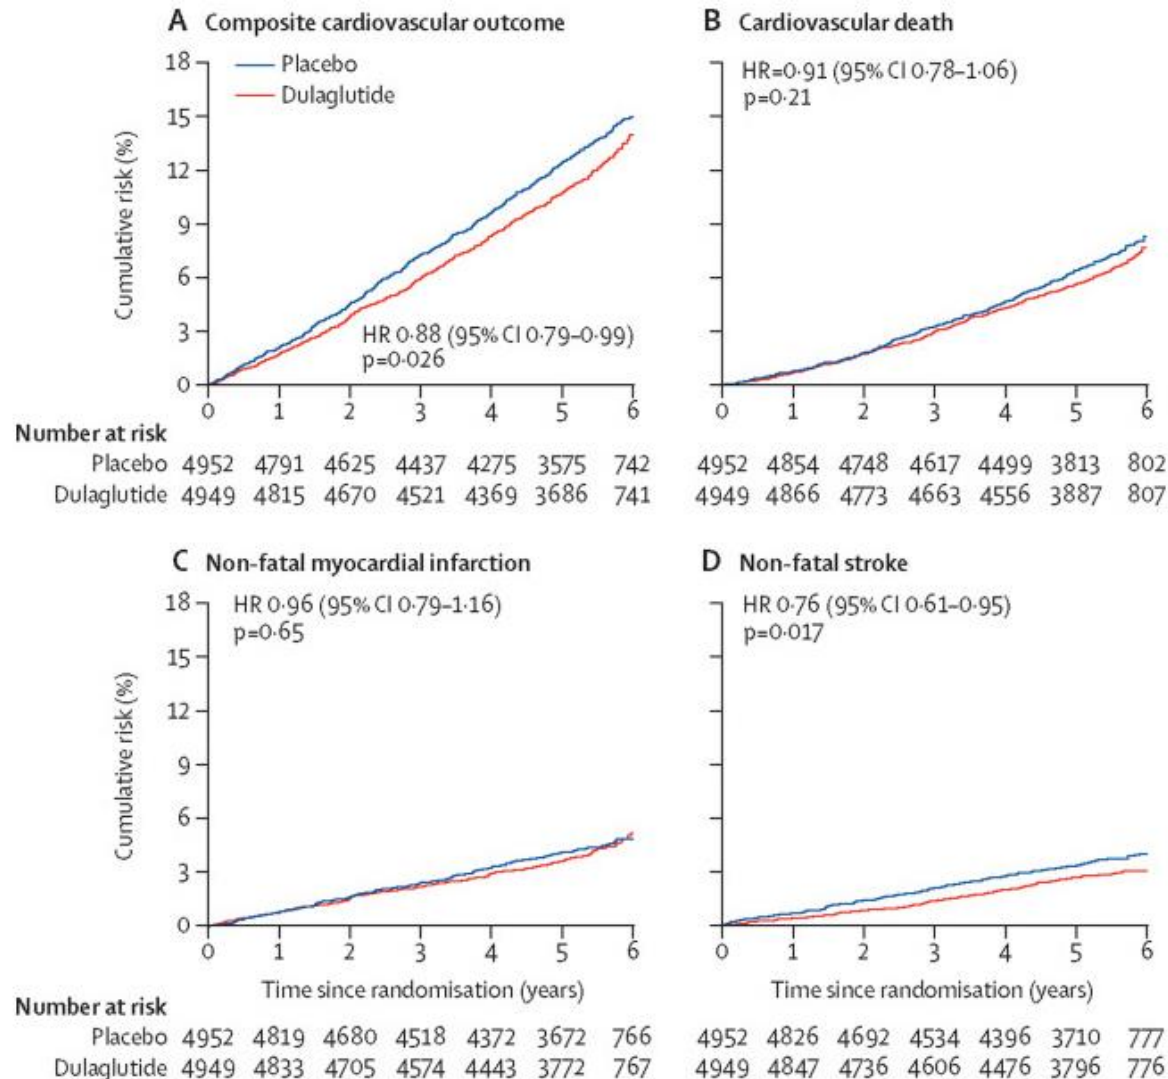 A Composite cardiovascular outcome
Placebo
Dulaglutide
18
15
12
9
6
3
0
Cumulative risk (%)
HR 0·88 (95% CI 0·79–0·99)
p=0·026
0 1 2 3 4 5 6
B Cardiovascular death
HR=0·91 (95% CI 0·78–1·06)
p=0·21
0 1 2 3 4 5 6
Number at risk
Placebo 4952 4791 4625 4437 4275 3575 742 4952 4854 4748 4617 4499 3813 802
Dulaglutide 4949 4815 4670 4521 4369 3686 741 4949 4866 4773 4663 4556 3887 807
C Non-fatal myocardial infarction
HR 0·96 (95% CI 0·79–1·16)
p=0·65
18
15
12
9
6
3
0
Cumulative risk (%)
0 1 2 3 4 5 6
Time since randomisation (years)
D Non-fatal stroke
HR 0·76 (95% CI 0·61–0·95)
p=0·017
0 1 2 3 4 5 6
Time since randomisation (years)
Number at risk
Placebo 4952 4819 4680 4518 4372 3672 766 4952 4826 4692 4534 4396 3710 777
Dulaglutide 4949 4833 4705 4574 4443 3772 767 4949 4847 4736 4606 4476 3796 776